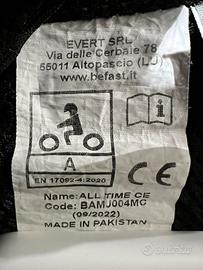 EVERT SRL
Via delle Cerbaie 78
55011 Altopascio (LU)
www.befast.it
i
A
EN 17092-4:2020
CE
Name: ALL TIME CE
Code: BAMJ004MC
(09/2022)
MADE IN PAKISTAN
subito